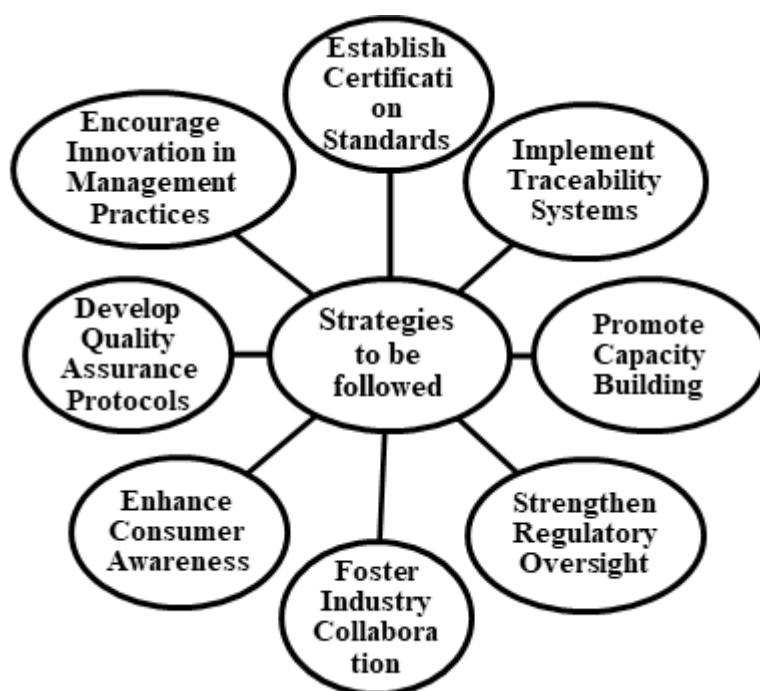 Establish
Certificati
on
Standards
Implement
Traceability
Systems
Promote
Capacity
Building
Strengthen
Regulatory
Oversight
Foster
Industry
Collabora
tion
Enhance
Consumer
Awareness
Develop
Quality
Assurance
Protocols
Encourage
Innovation in
Management
Practices
Strategies
to be
followed